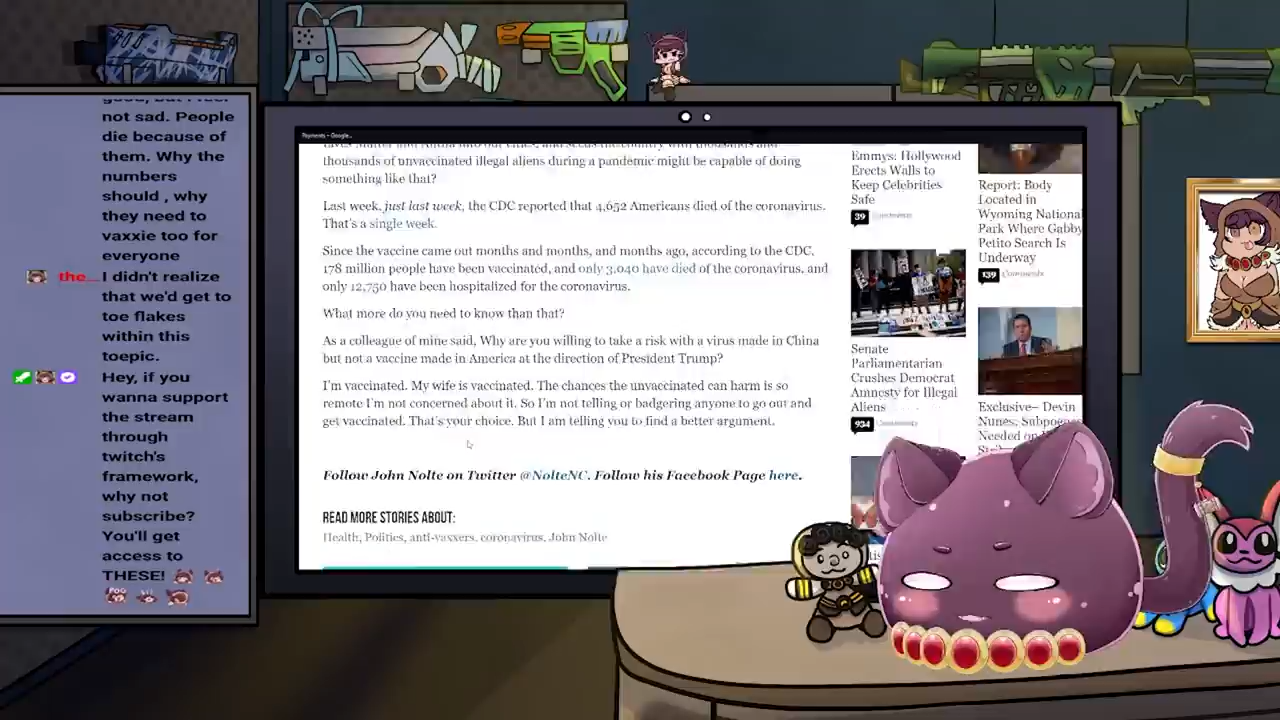 not sad. People
die because of
them. Why the
numbers
should , why
they need to
vaxxie too for
everyone
the... I didn't realize
that we'd get to
toe flakes
within this
toepic.
Hey, if you
wanna support
the stream
through
twitch's
framework,
why not
subscribe?
You'll get
access to
THESE!
Payments – Google...
thousands of unvaccinated illegal aliens during a pandemic might be capable of doing
something like that?
Last week, just last week, the CDC reported that 4,652 Americans died of the coronavirus.
That's a single week.
Since the vaccine came out months and months, and months ago, according to the CDC,
178 million people have been vaccinated, and only 3,040 have died of the coronavirus, and
only 12,750 have been hospitalized for the coronavirus.
What more do you need to know than that?
As a colleague of mine said, Why are you willing to take a risk with a virus made in China
but not a vaccine made in America at the direction of President Trump?
I'm vaccinated. My wife is vaccinated. The chances the unvaccinated can harm is so
remote I'm not concerned about it. So I'm not telling or badgering anyone to go out and
get vaccinated. That's your choice. But I am telling you to find a better argument.
Follow John Nolte on Twitter @NolteNC. Follow his Facebook Page here.
READ MORE STORIES ABOUT:
Health, Politics, anti-vaxxers, coronavirus, John Nolte
Emmys: Hollywood
Erects Walls to
Keep Celebrities
Safe
39 Comments
Senate
Parliamentarian
Crushes Democrat
Amnesty for Illegal
Aliens
934 Comments
Report: Body
Located in
Wyoming National
Park Where Gabby
Petito Search Is
Underway
139 Comments
Exclusive– Devin
Nunes: Subpoenas
Needed on